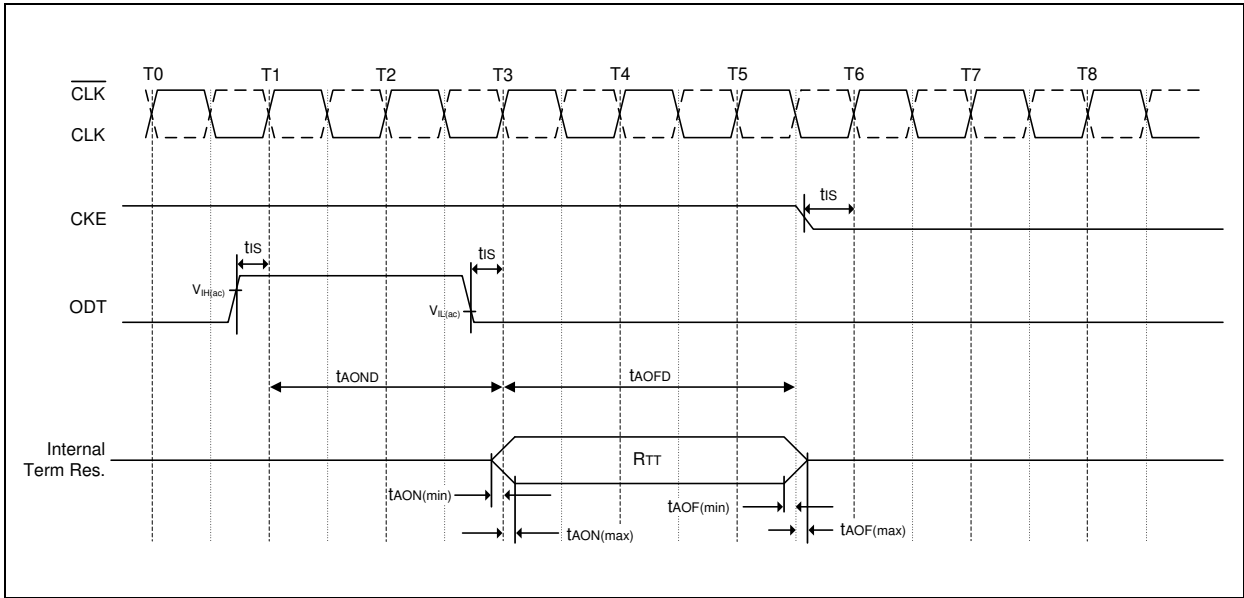 T0 T1 T2 T3 T4 T5 T6 T7 T8
CLK
CLK
CKE
tIS
tIS
tIS
VIH(ac)
ODT
VIL(ac)
tAOND
tAOFD
Internal
Term Res.
RTT
tAON(min)
tAOF(min)
tAON(max)
tAOF(max)